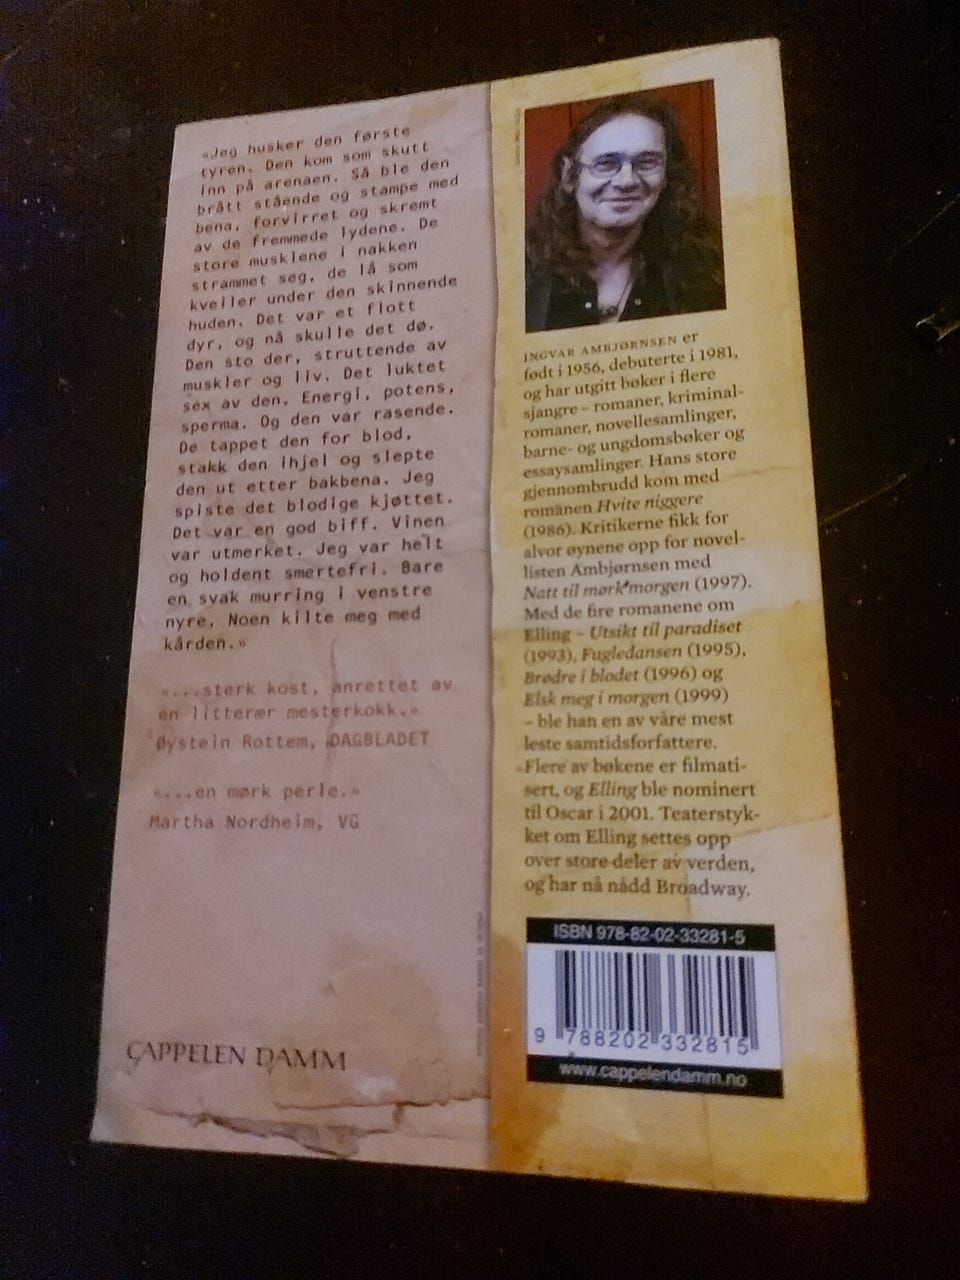 «Jeg husker den første
tyren. Den kom som skutt
inn på arenaen. Så ble den
brått stående og stampe med
bena, forvirret og skremt
av de fremmede lydene. De
store musklene i nakken
strammet seg, de lå som
kveiler under den skinnende
huden. Det var et flott
dyr, og nå skulle det dø.
Den sto der, struttende av
muskler og liv. Det luktet
sex av den. Energi, potens,
sperma. Og den var rasende.
De tappet den for blod,
stakk den ihjel og slepte
den ut etter bakbena. Jeg
spiste det blodige kjøttet.
Det var en god biff. Vinen
var utmerket. Jeg var helt
og holdent smertefri. Bare
en svak murring i venstre
nyre. Noen kilte meg med
kården.»
«...sterk kost, anrettet av
en litterær mesterkokk.»
Øystein Rottem, DAGBLADET
«...en mørk perle.»
Martha Nordheim, VG
CAPPELEN DAMM
INGVAR AMBJØRNSEN er
født i 1956, debuterte i 1981,
og har utgitt bøker i flere
sjangre – romaner, kriminal-
romaner, novellesamlinger,
barne- og ungdomsbøker og
essaysamlinger. Hans store
gjennombrudd kom med
romanen Hvite niggere
(1986). Kritikerne fikk for
alvor øynene opp for novel-
listen Ambjørnsen med
Natt til mørk morgen (1997).
Med de fire romanene om
Elling – Utsikt til paradiset
(1993), Fugledansen (1995),
Brødre i blodet (1996) og
Elsk meg i morgen (1999)
– ble han en av våre mest
leste samtidsforfattere.
Flere av bøkene er filmati-
sert, og Elling ble nominert
til Oscar i 2001. Teaterstyk-
ket om Elling settes opp
over store deler av verden,
og har nå nådd Broadway.
ISBN 978-82-02-33281-5
9 788202 332815
www.cappelendamm.no